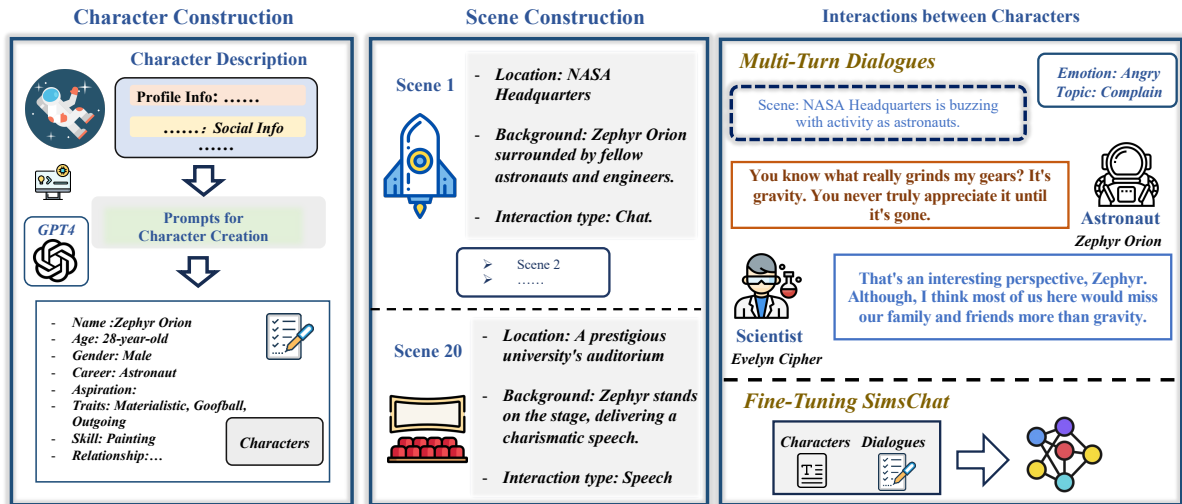 Character Construction
Character Description
Profile Info: ……
……: Social Info
……
Prompts for
Character Creation
GPT4
- Name :Zephyr Orion
- Age: 28-year-old
- Gender: Male
- Career: Astronaut
- Aspiration:
- Traits: Materialistic, Goofball,
Outgoing
- Skill: Painting
- Relationship:…
Characters
Scene Construction
Scene 1
- Location: NASA
Headquarters
- Background: Zephyr Orion
surrounded by fellow
astronauts and engineers.
- Interaction type: Chat.
➢ Scene 2
➢ ……
Scene 20
- Location: A prestigious
university's auditorium
- Background: Zephyr stands
on the stage, delivering a
charismatic speech.
- Interaction type: Speech
Interactions between Characters
Multi-Turn Dialogues
Emotion: Angry
Topic: Complain
Scene: NASA Headquarters is buzzing
with activity as astronauts.
You know what really grinds my gears? It's
gravity. You never truly appreciate it until
it's gone.
Astronaut
Zephyr Orion
That's an interesting perspective, Zephyr.
Although, I think most of us here would miss
our family and friends more than gravity.
Scientist
Evelyn Cipher
Fine-Tuning SimsChat
Characters Dialogues
T